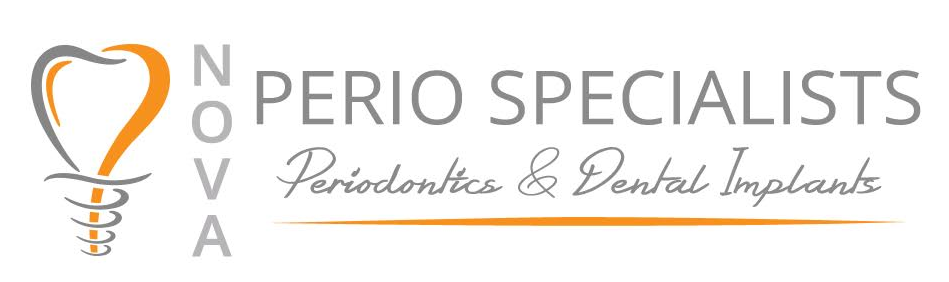 NOVA
PERIO SPECIALISTS
Periodontics & Dental Implants